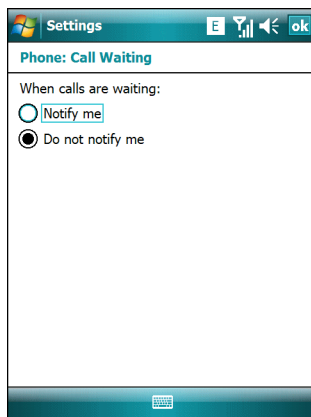 Settings E ok
Phone: Call Waiting
When calls are waiting:
Notify me
Do not notify me